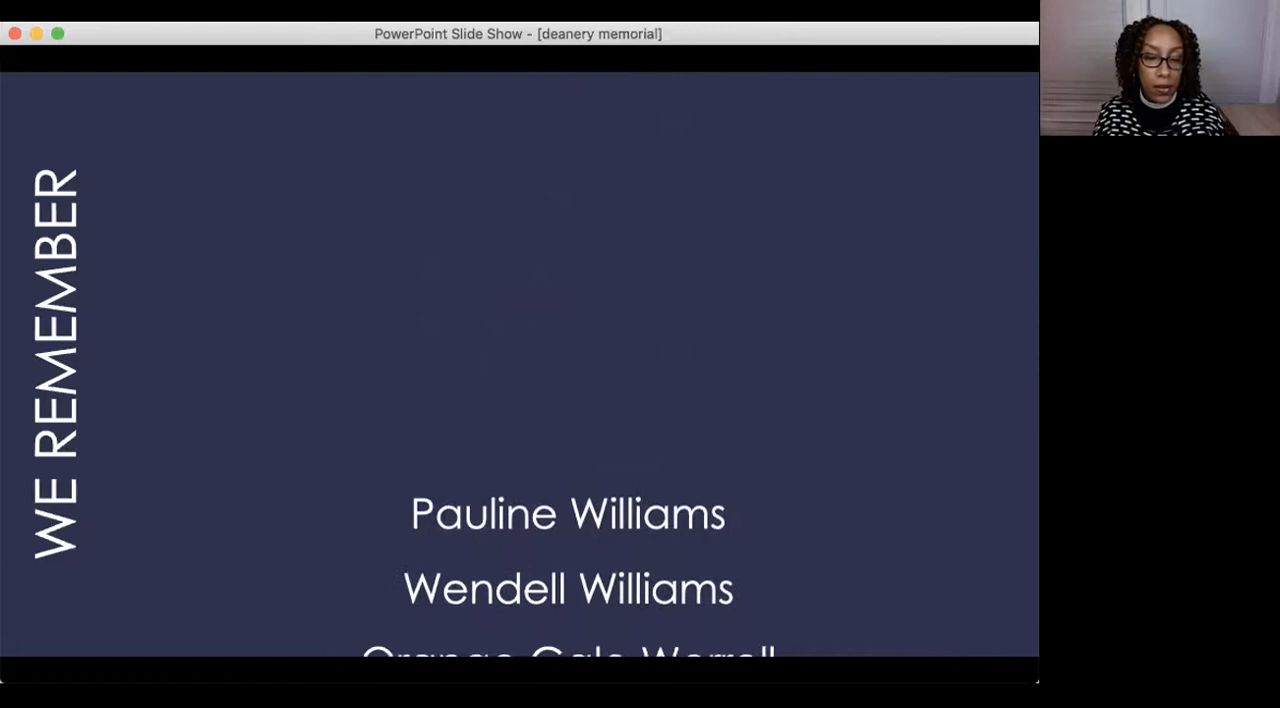 PowerPoint Slide Show - [deanery memorial]
WE REMEMBER
Pauline Williams
Wendell Williams